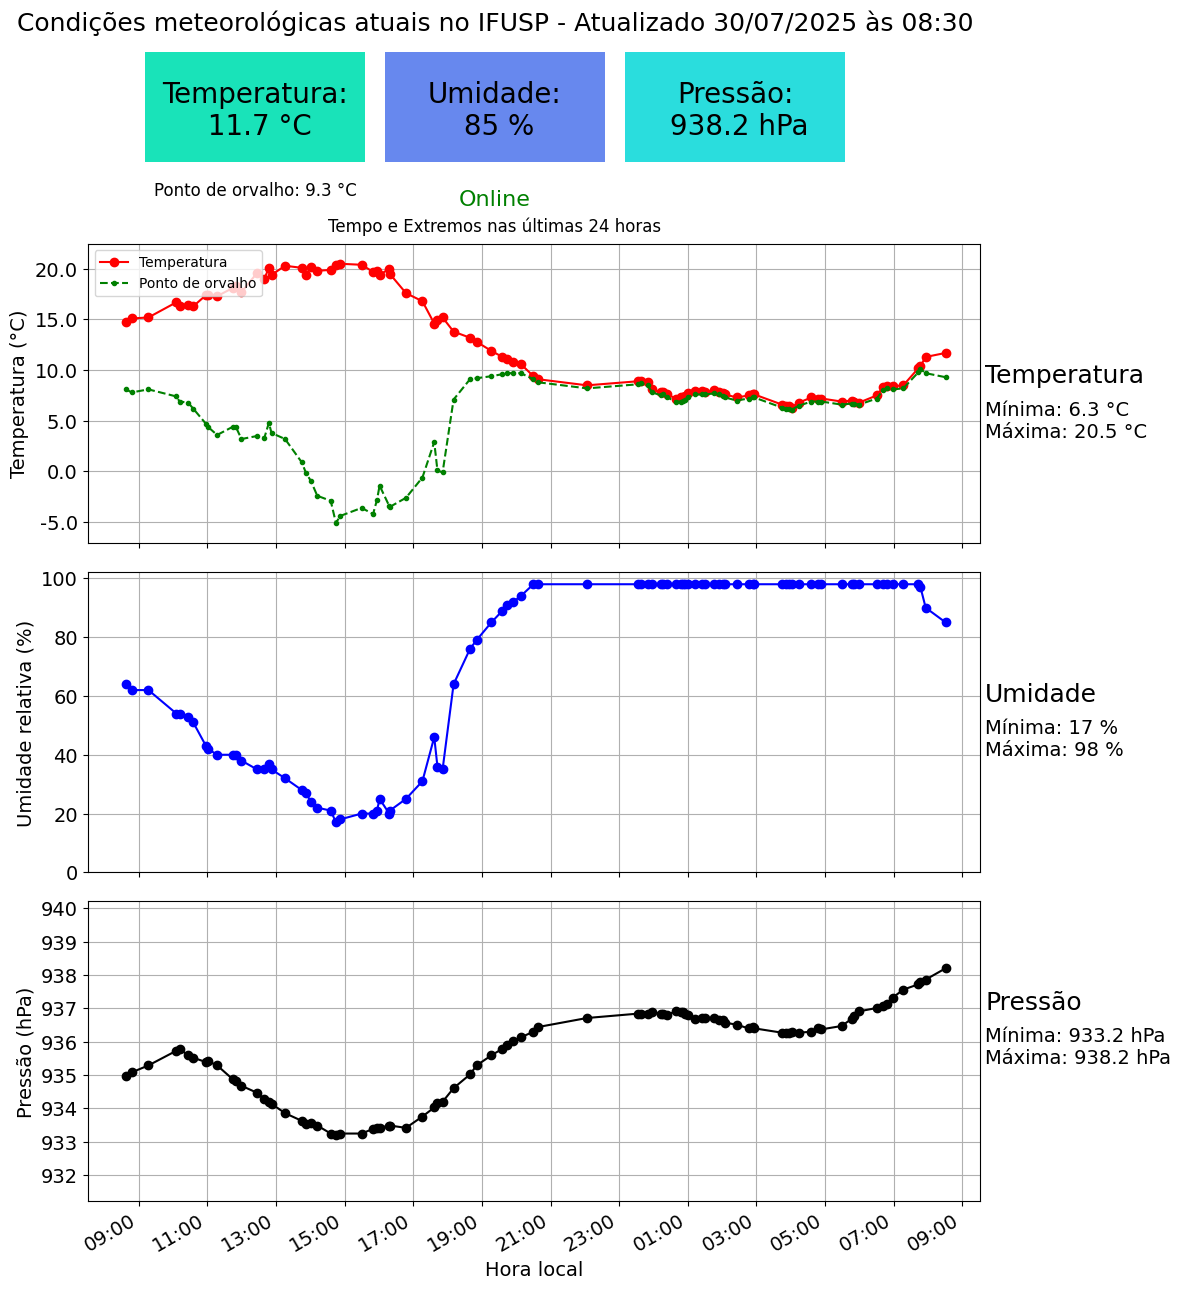 Condições meteorológicas atuais no IFUSP - Atualizado 30/07/2025 às 08:30
Temperatura:
11.7 °C
Umidade:
85 %
Pressão:
938.2 hPa
Ponto de orvalho: 9.3 °C
Online
Tempo e Extremos nas últimas 24 horas
Temperatura
Ponto de orvalho
Temperatura (°C)
20.0
15.0
10.0
5.0
0.0
-5.0
Temperatura
Mínima: 6.3 °C
Máxima: 20.5 °C
Umidade relativa (%)
100
80
60
40
20
0
Umidade
Mínima: 17 %
Máxima: 98 %
Pressão (hPa)
940
939
938
937
936
935
934
933
932
Pressão
Mínima: 933.2 hPa
Máxima: 938.2 hPa
09:00 11:00 13:00 15:00 17:00 19:00 21:00 23:00 01:00 03:00 05:00 07:00 09:00
Hora local